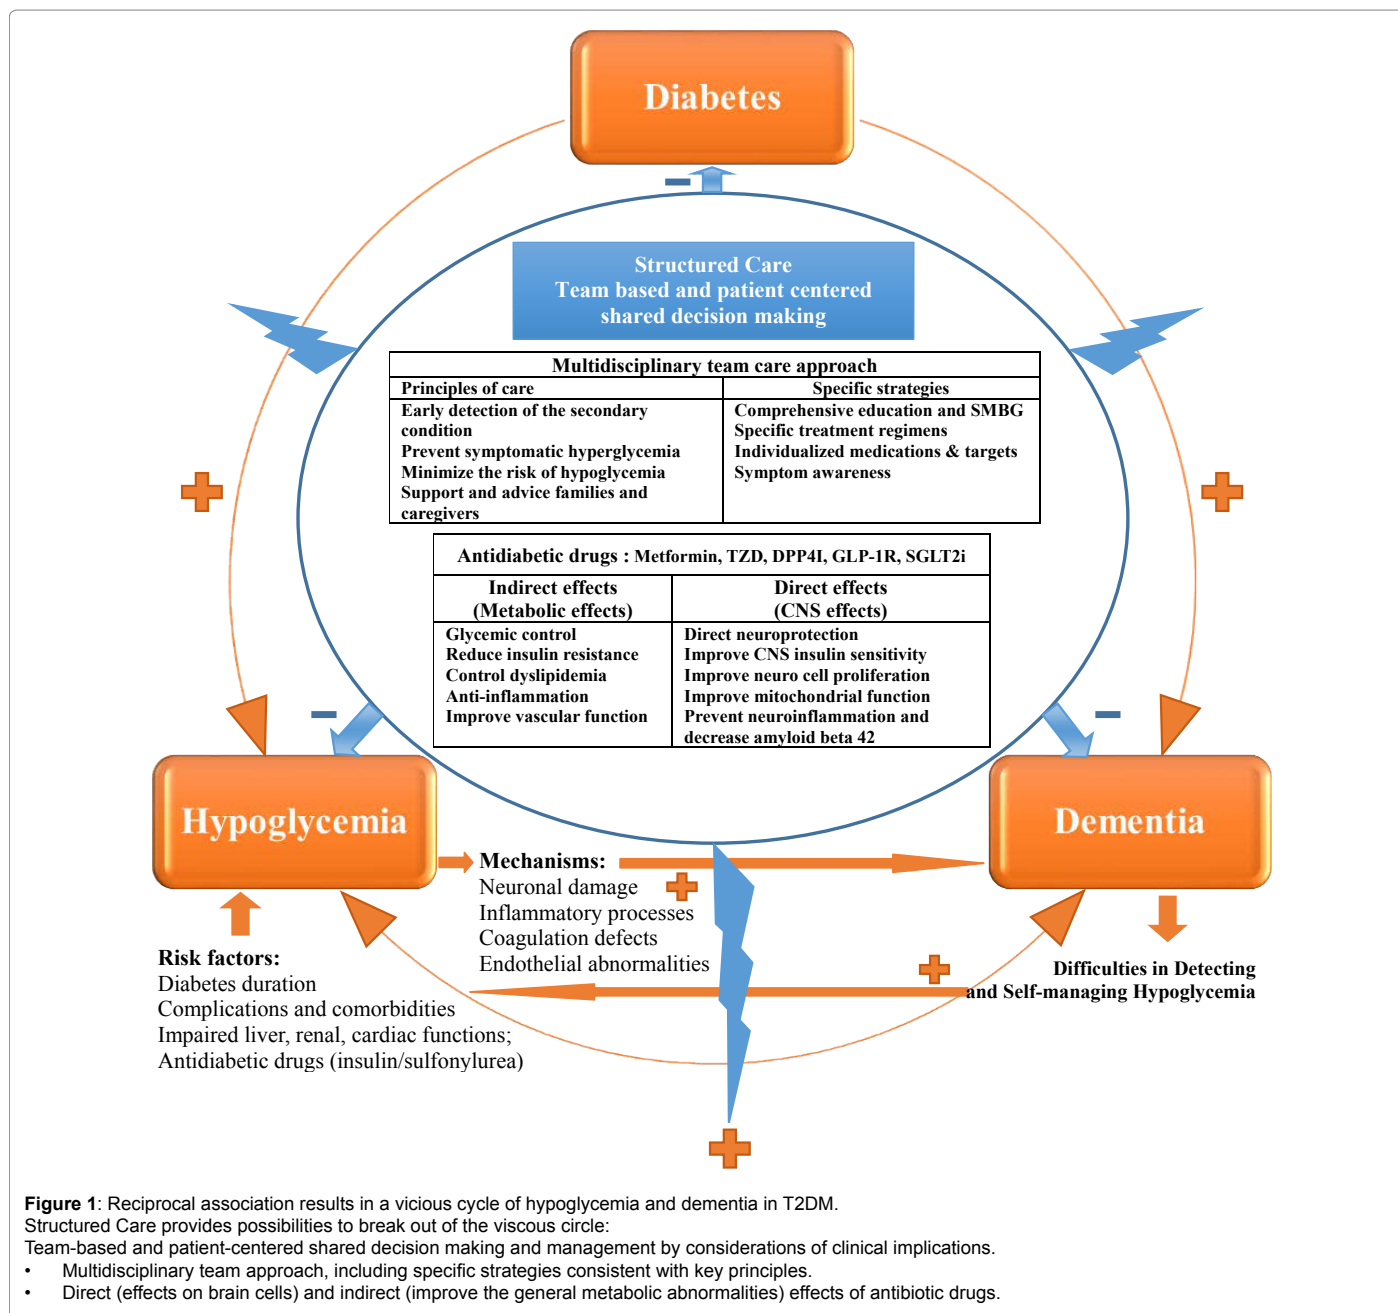 Diabetes
Structured Care
Team based and patient centered
shared decision making
Multidisciplinary team care approach
Principles of care
Early detection of the secondary
condition
Prevent symptomatic hyperglycemia
Minimize the risk of hypoglycemia
Support and advice families and
caregivers
Specific strategies
Comprehensive education and SMBG
Specific treatment regimens
Individualized medications & targets
Symptom awareness
Antidiabetic drugs : Metformin, TZD, DPP4I, GLP-1R, SGLT2i
Indirect effects
(Metabolic effects)
Glycemic control
Reduce insulin resistance
Control dyslipidemia
Anti-inflammation
Improve vascular function
Direct effects
(CNS effects)
Direct neuroprotection
Improve CNS insulin sensitivity
Improve neuro cell proliferation
Improve mitochondrial function
Prevent neuroinflammation and
decrease amyloid beta 42
Hypoglycemia
Dementia
Mechanisms:
Neuronal damage
Inflammatory processes
Coagulation defects
Endothelial abnormalities
Risk factors:
Diabetes duration
Complications and comorbidities
Impaired liver, renal, cardiac functions;
Antidiabetic drugs (insulin/sulfonylurea)
Difficulties in Detecting
and Self-managing Hypoglycemia
Figure 1: Reciprocal association results in a vicious cycle of hypoglycemia and dementia in T2DM.
Structured Care provides possibilities to break out of the viscous circle:
Team-based and patient-centered shared decision making and management by considerations of clinical implications.
• Multidisciplinary team approach, including specific strategies consistent with key principles.
• Direct (effects on brain cells) and indirect (improve the general metabolic abnormalities) effects of antibiotic drugs.